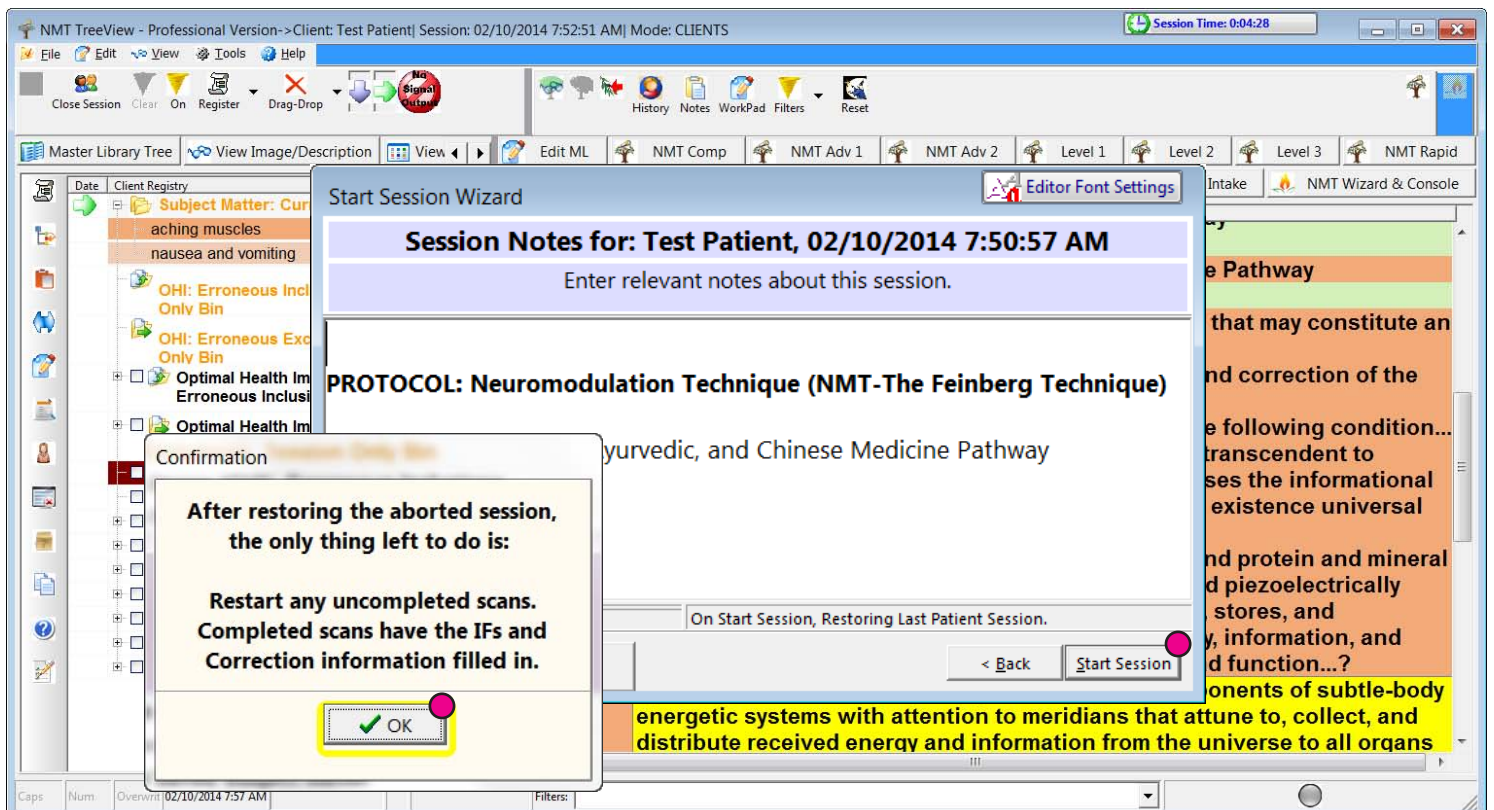 NMT TreeView - Professional Version->Client: Test Patient| Session: 02/10/2014 7:52:51 AM| Mode: CLIENTS
Session Time: 0:04:28
File Edit View Tools Help
No Signal Output
Close Session Clear On Register Drag-Drop History Notes WorkPad Filters Reset
Master Library Tree View Image/Description View Edit ML NMT Comp NMT Adv 1 NMT Adv 2 Level 1 Level 2 Level 3 NMT Rapid
Intake NMT Wizard & Console
Date Client Registry
Subject Matter: Cur
aching muscles
nausea and vomiting
OHI: Erroneous Incl
Only Bin
OHI: Erroneous Exc
Only Bin
Optimal Health Im
Erroneous Inclusi
Optimal Health Im
Start Session Wizard
Editor Font Settings
Session Notes for: Test Patient, 02/10/2014 7:50:57 AM
Enter relevant notes about this session.
PROTOCOL: Neuromodulation Technique (NMT-The Feinberg Technique)
yurvedic, and Chinese Medicine Pathway
On Start Session, Restoring Last Patient Session.
< Back Start Session
Confirmation
After restoring the aborted session,
the only thing left to do is:
Restart any uncompleted scans.
Completed scans have the IFs and
Correction information filled in.
OK
e Pathway
that may constitute an
nd correction of the
e following condition...
transcendent to
ses the informational
existence universal
nd protein and mineral
d piezoelectrically
stores, and
y, information, and
d function...?
onents of subtle-body
energetic systems with attention to meridians that attune to, collect, and
distribute received energy and information from the universe to all organs
Caps Num Overwrit 02/10/2014 7:57 AM Filters: